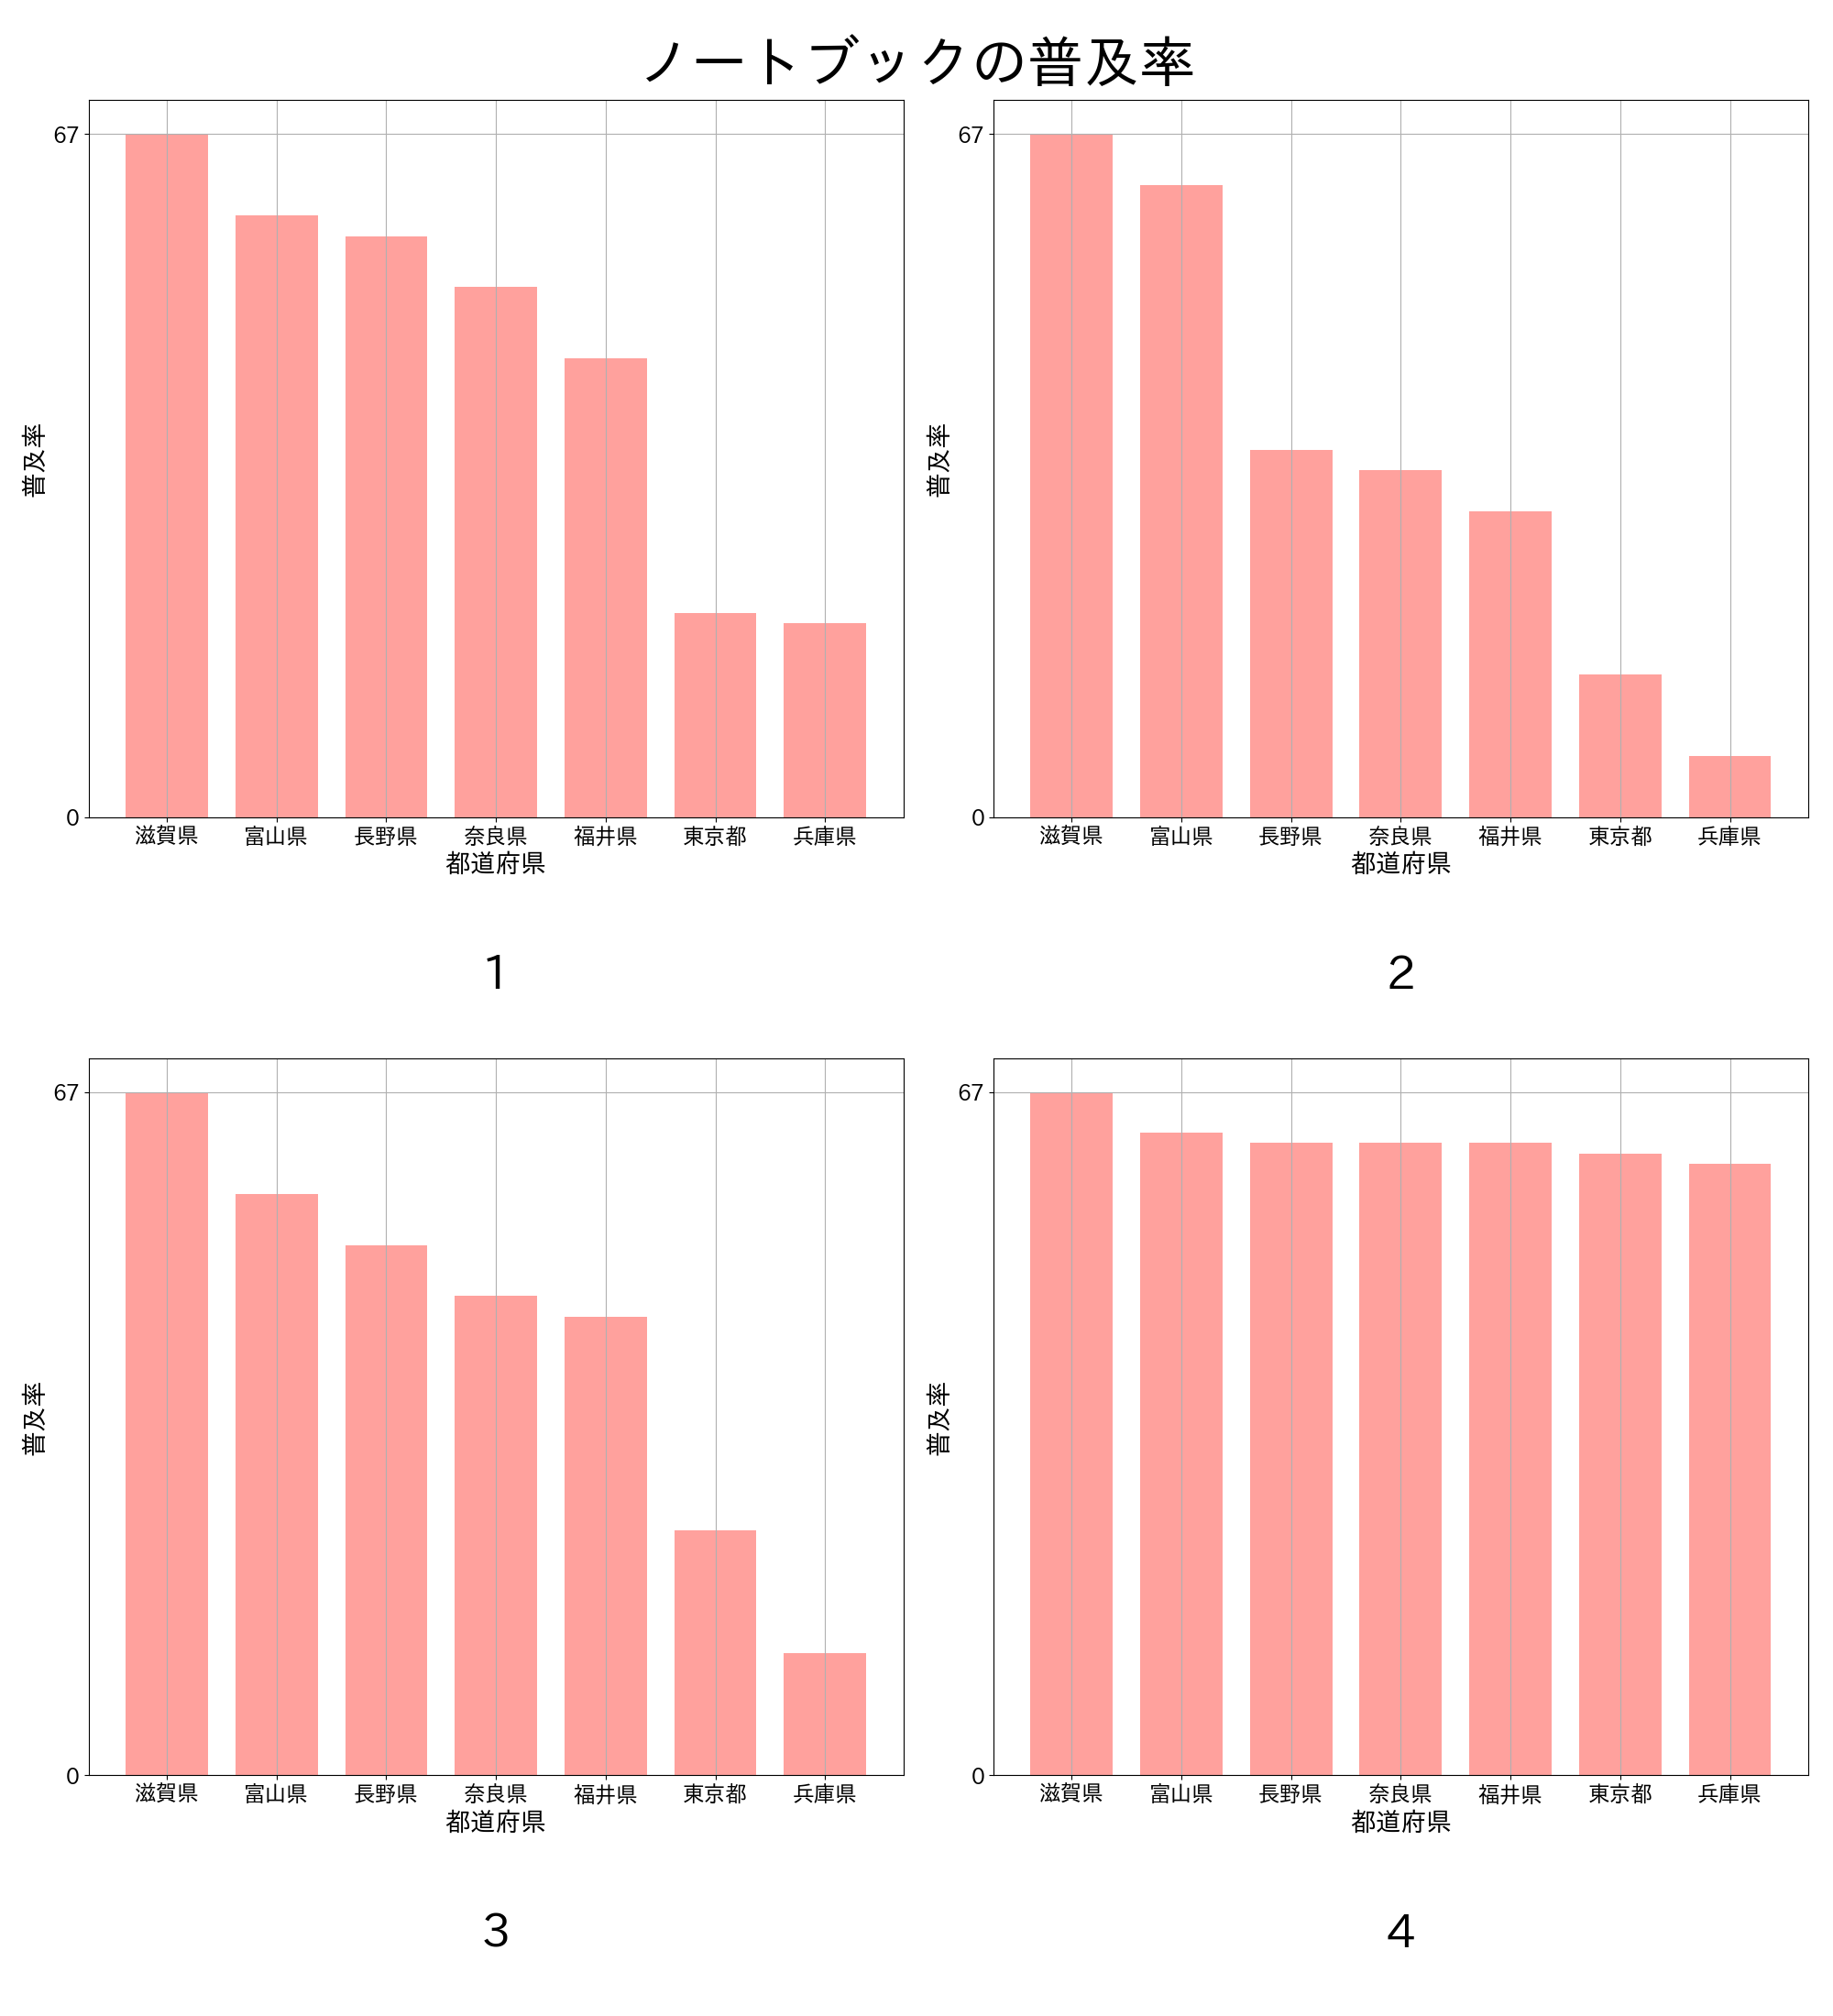 ノートブックの普及率
67
0
普及率
滋賀県 富山県 長野県 奈良県 福井県 東京都 兵庫県
都道府県
1
67
0
普及率
滋賀県 富山県 長野県 奈良県 福井県 東京都 兵庫県
都道府県
2
67
0
普及率
滋賀県 富山県 長野県 奈良県 福井県 東京都 兵庫県
都道府県
3
67
0
普及率
滋賀県 富山県 長野県 奈良県 福井県 東京都 兵庫県
都道府県
4